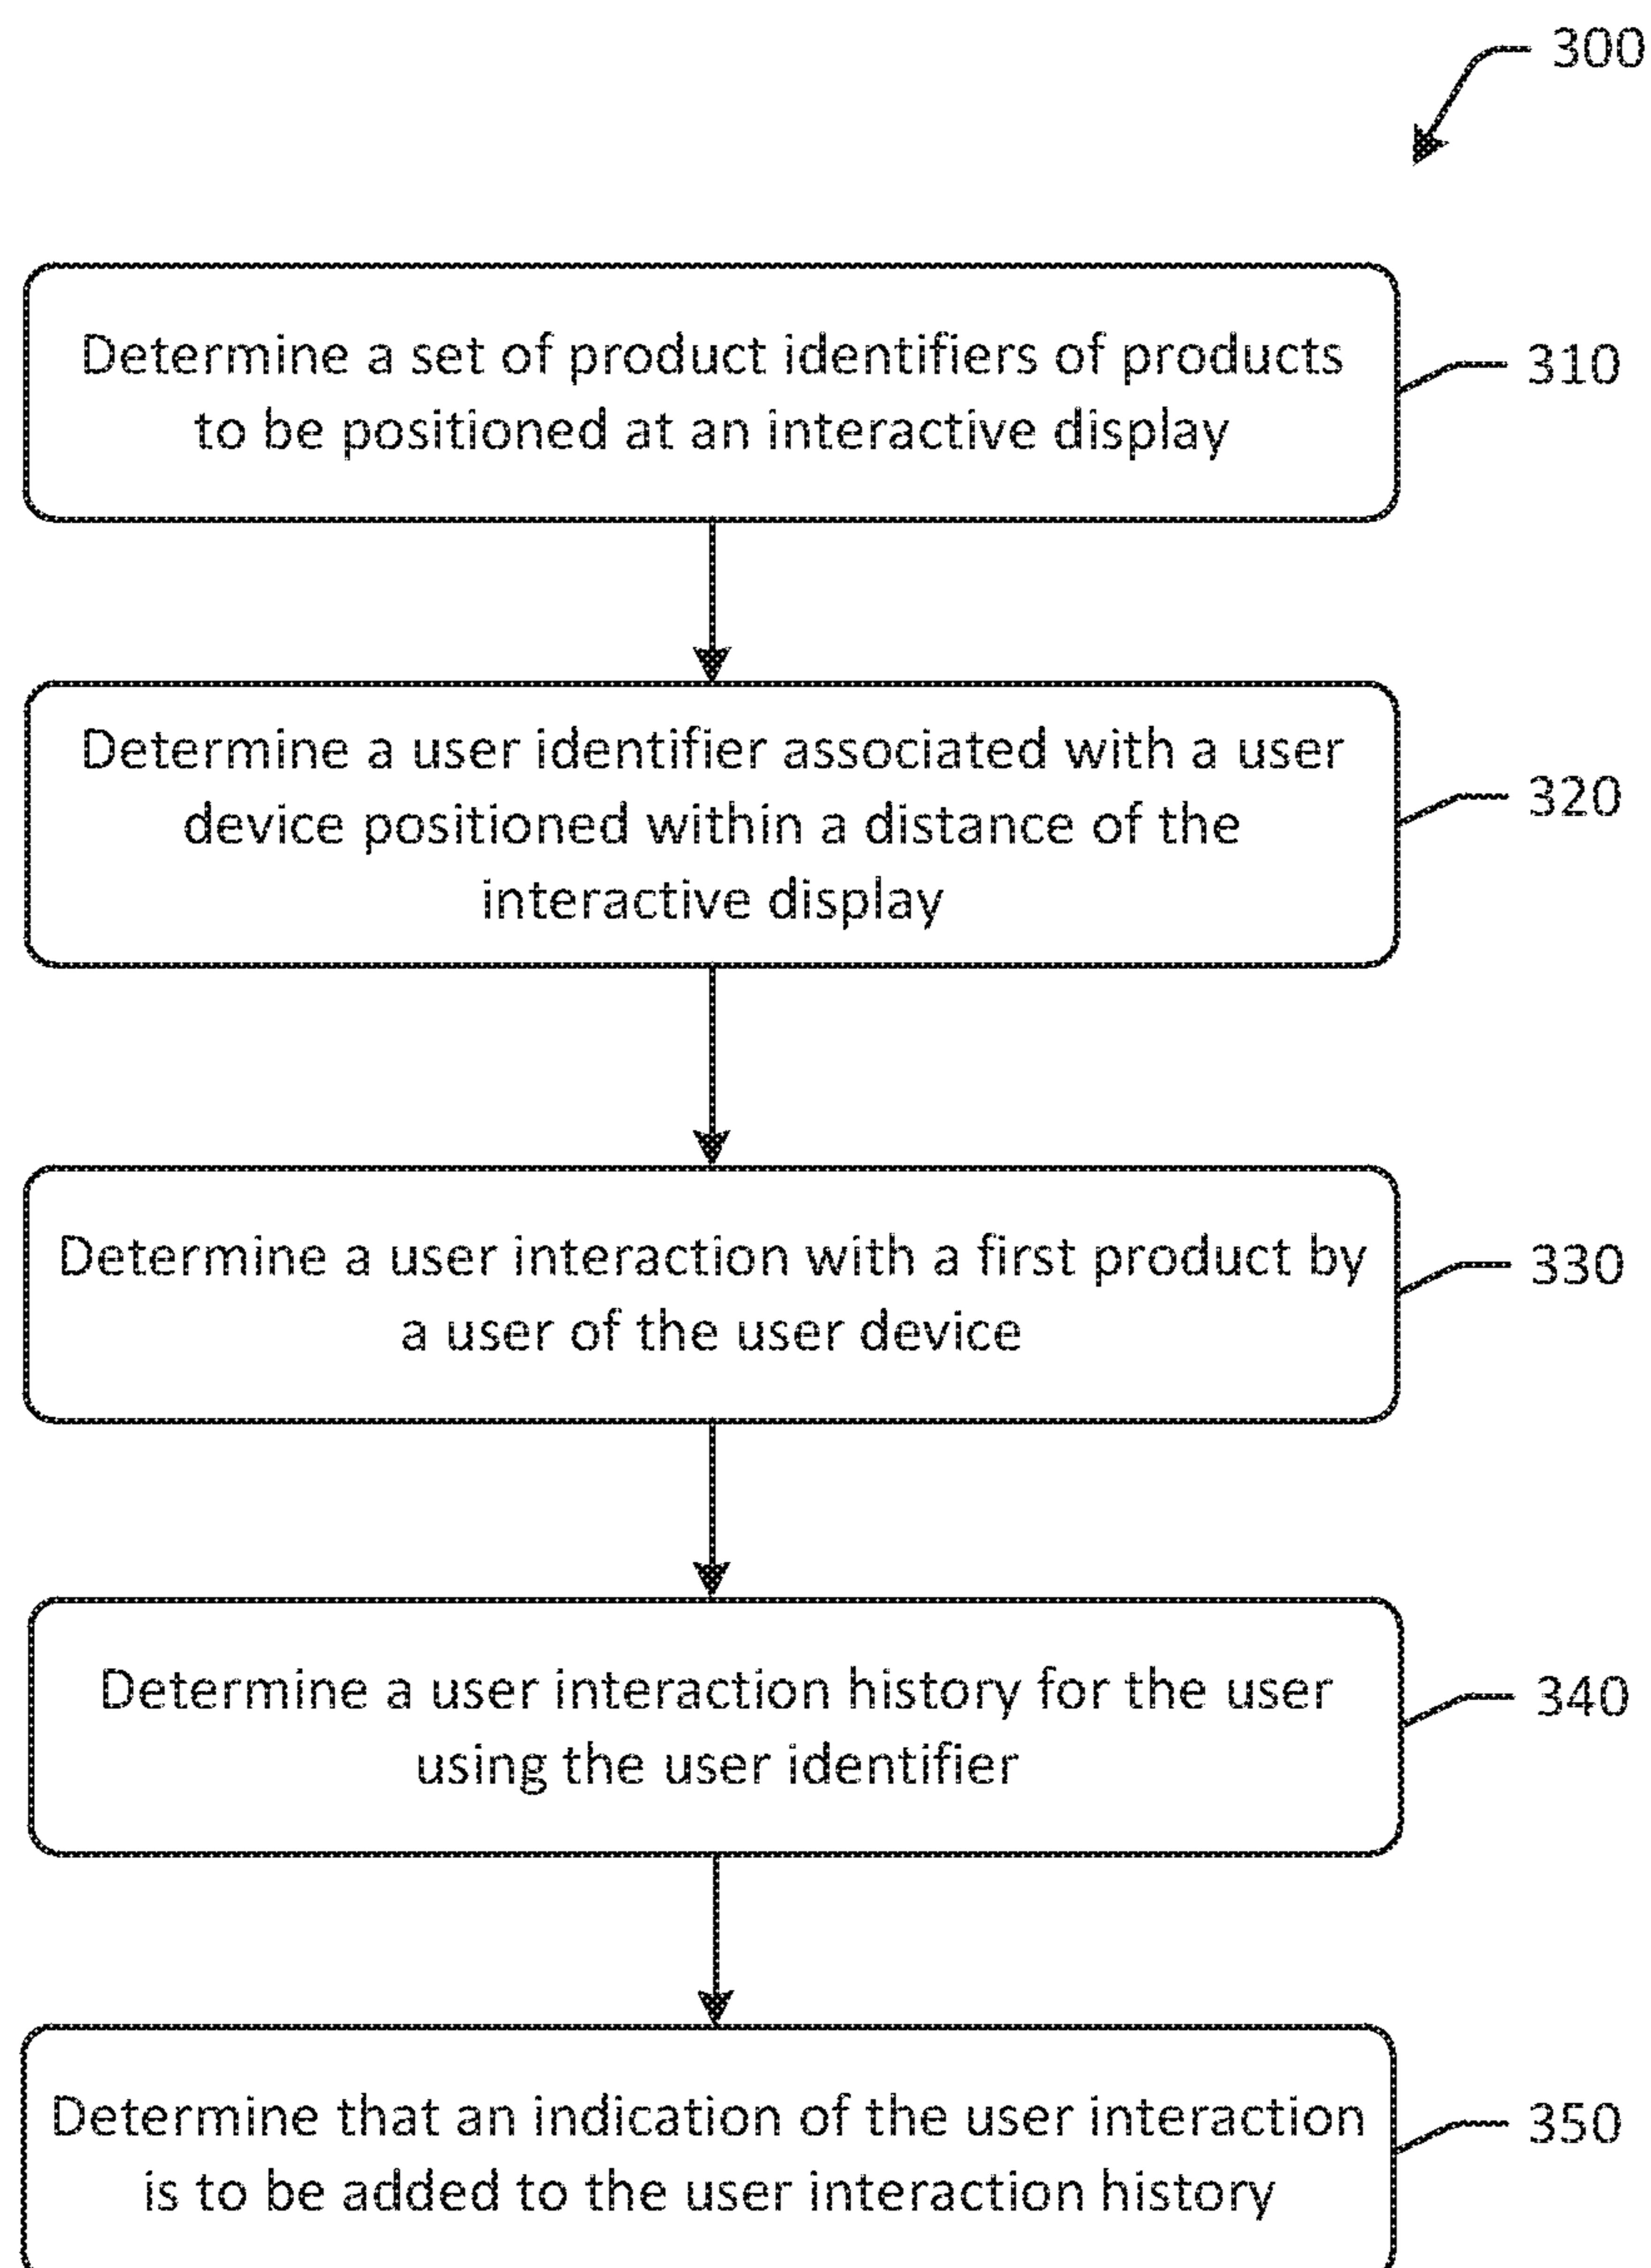 300
Determine a set of product identifiers of products
to be positioned at an interactive display
310
Determine a user identifier associated with a user
device positioned within a distance of the
interactive display
320
Determine a user interaction with a first product by
a user of the user device
330
Determine a user interaction history for the user
using the user identifier
340
Determine that an indication of the user interaction
is to be added to the user interaction history
350